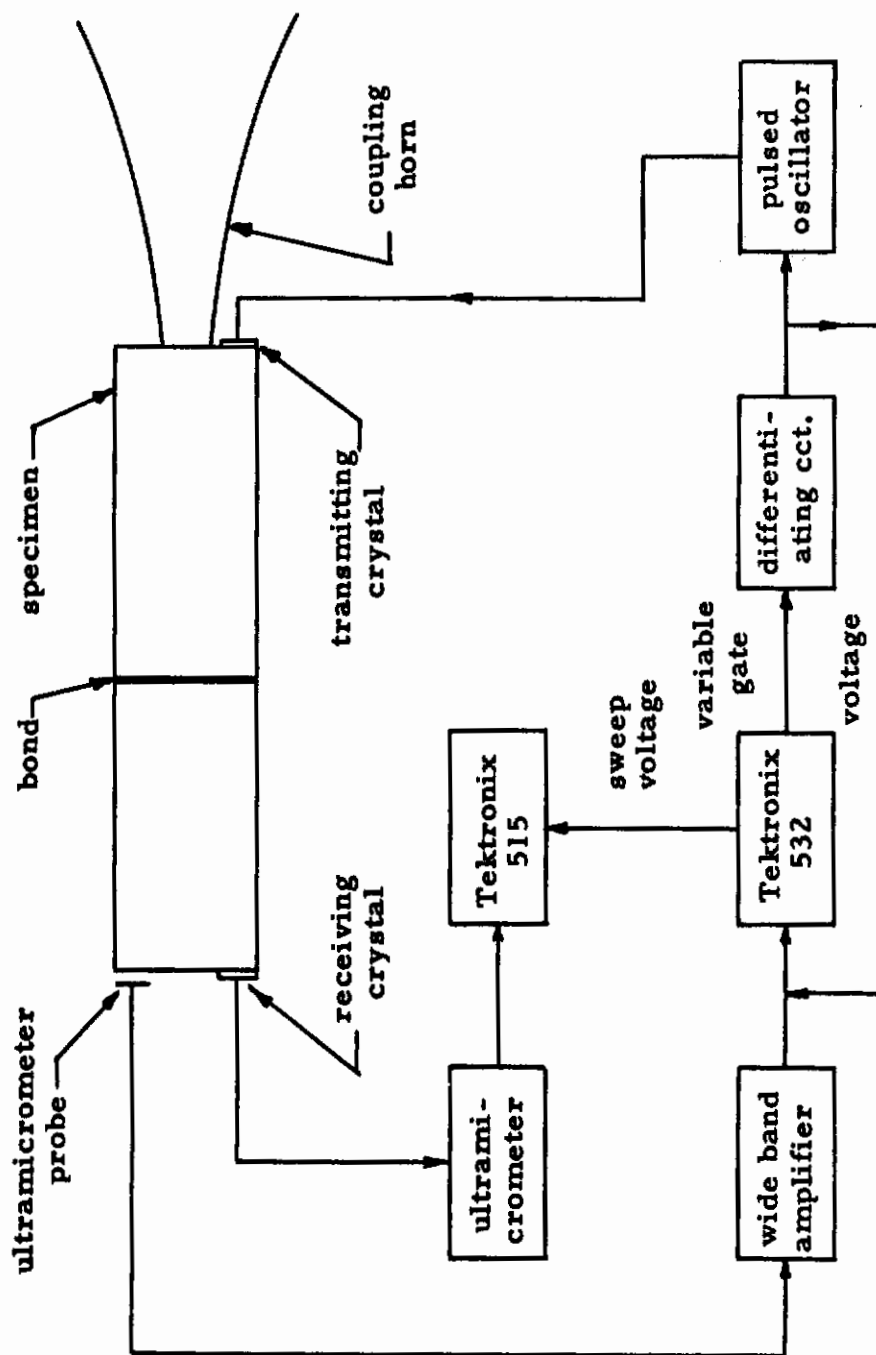 ultramicrometer
probe
bond
specimen
receiving
crystal
transmitting
crystal
coupling
horn
ultrami-
crometer
Tektronix
515
sweep
voltage
wide band
amplifier
Tektronix
532
variable
gate
voltage
differenti-
ating cct.
pulsed
oscillator